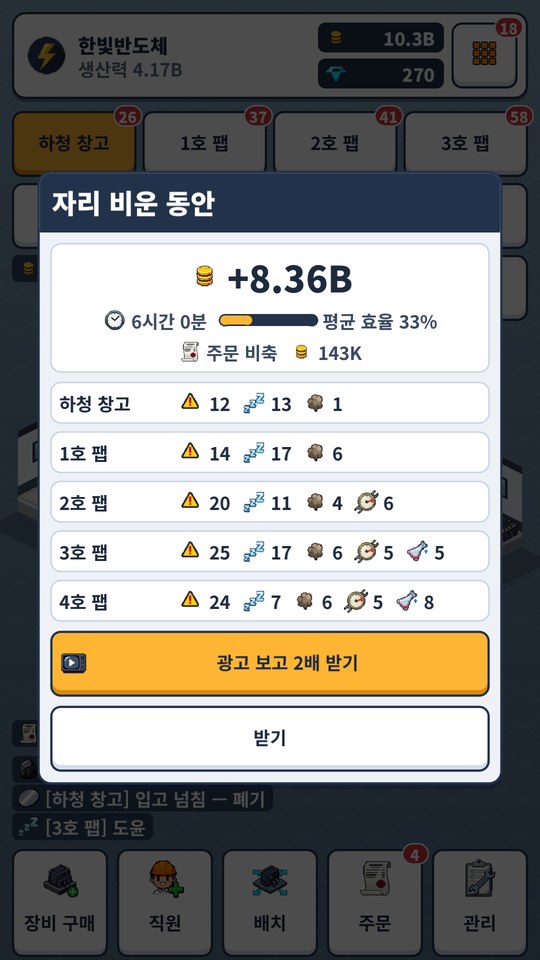 한빛반도체
생산력 4.17B
10.3B
270
18
하청 창고 26
1호 팹 37
2호 팹 41
3호 팹 58
자리 비운 동안
+8.36B
6시간 0분 평균 효율 33%
주문 비축 143K
하청 창고 12 13 1
1호 팹 14 17 6
2호 팹 20 11 4 6
3호 팹 25 17 6 5 5
4호 팹 24 7 6 5 8
광고 보고 2배 받기
받기
[하청 창고] 입고 넘침 — 폐기
[3호 팹] 도윤
장비 구매
직원
배치
주문 4
관리